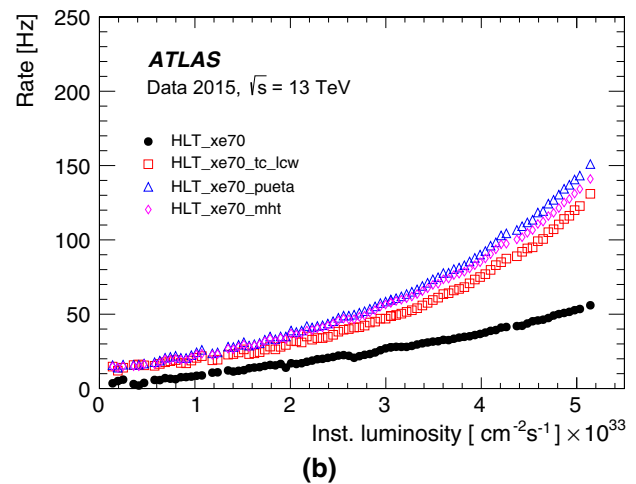 Rate [Hz]
250
200
150
100
50
0
ATLAS
Data 2015, √s = 13 TeV
HLT_xe70
HLT_xe70_tc_lcw
HLT_xe70_pueta
HLT_xe70_mht
0 1 2 3 4 5
Inst. luminosity [ cm⁻²s⁻¹] × 10³³
(b)